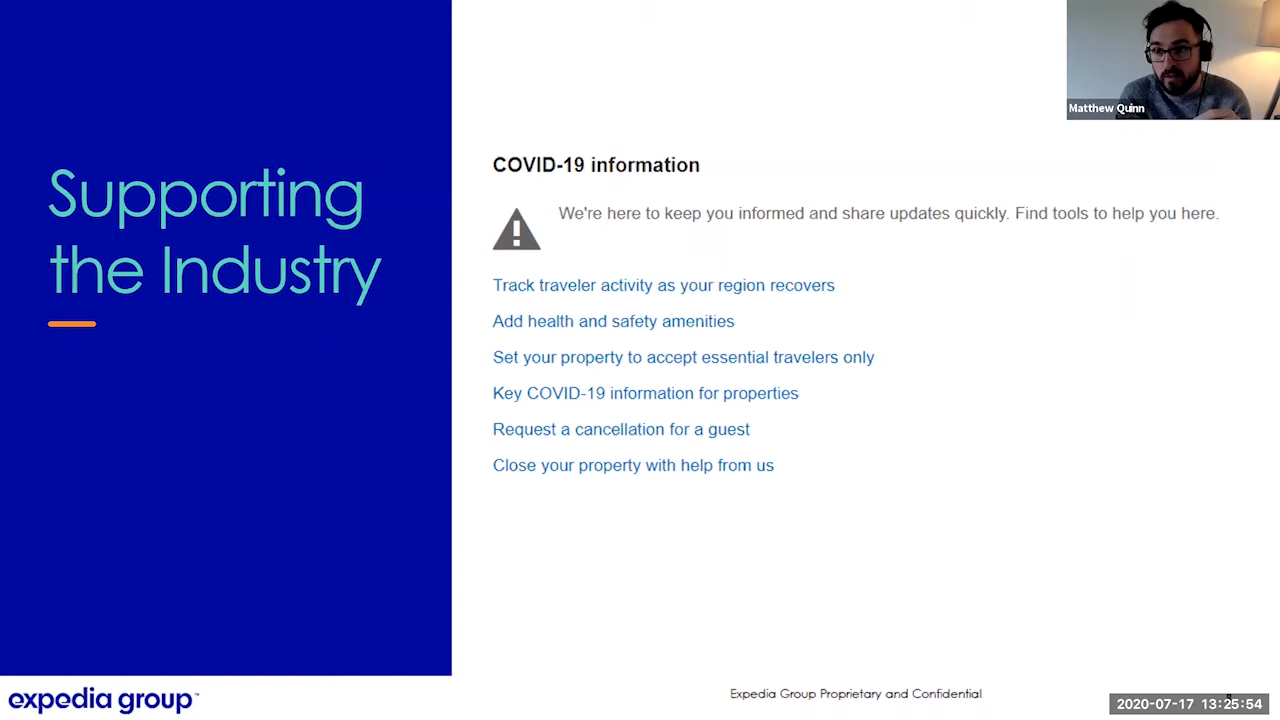 Matthew Quinn
Supporting
the Industry
COVID-19 information
We're here to keep you informed and share updates quickly. Find tools to help you here.
Track traveler activity as your region recovers
Add health and safety amenities
Set your property to accept essential travelers only
Key COVID-19 information for properties
Request a cancellation for a guest
Close your property with help from us
expedia group™
Expedia Group Proprietary and Confidential
2020-07-17 13:25:54